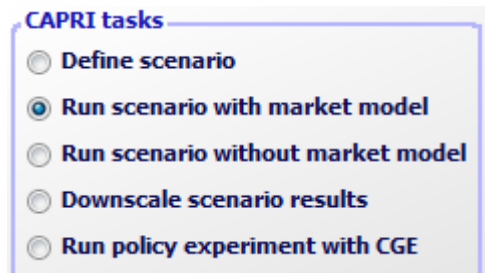 CAPRI tasks
Define scenario
Run scenario with market model
Run scenario without market model
Downscale scenario results
Run policy experiment with CGE